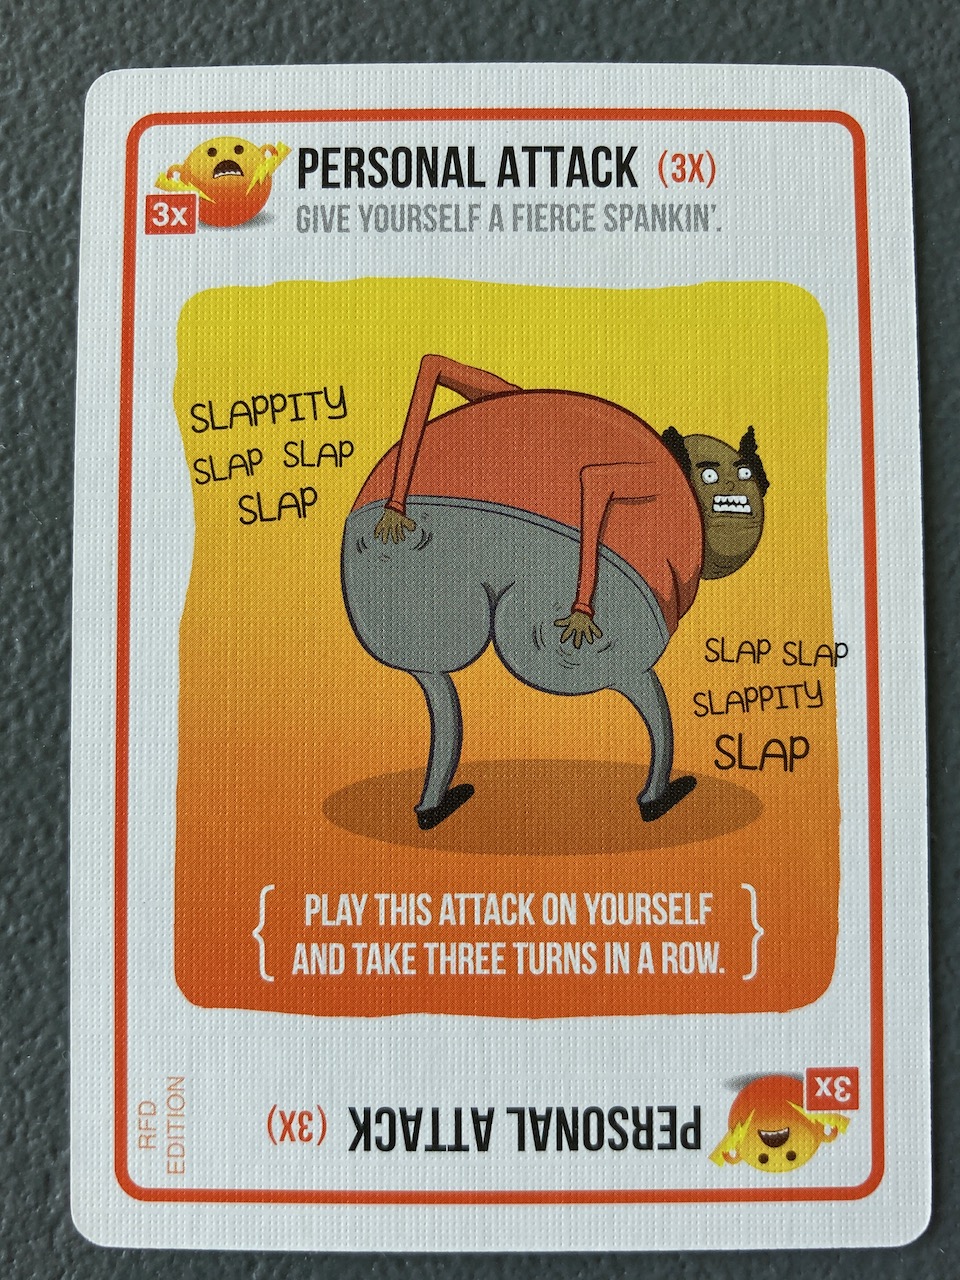 PERSONAL ATTACK (3X)
3x
GIVE YOURSELF A FIERCE SPANKIN'.
SLAPPITY
SLAP SLAP
SLAP
SLAP SLAP
SLAPPITY
SLAP
{ PLAY THIS ATTACK ON YOURSELF
AND TAKE THREE TURNS IN A ROW. }
RFD
EDITION
3x
PERSONAL ATTACK (3X)